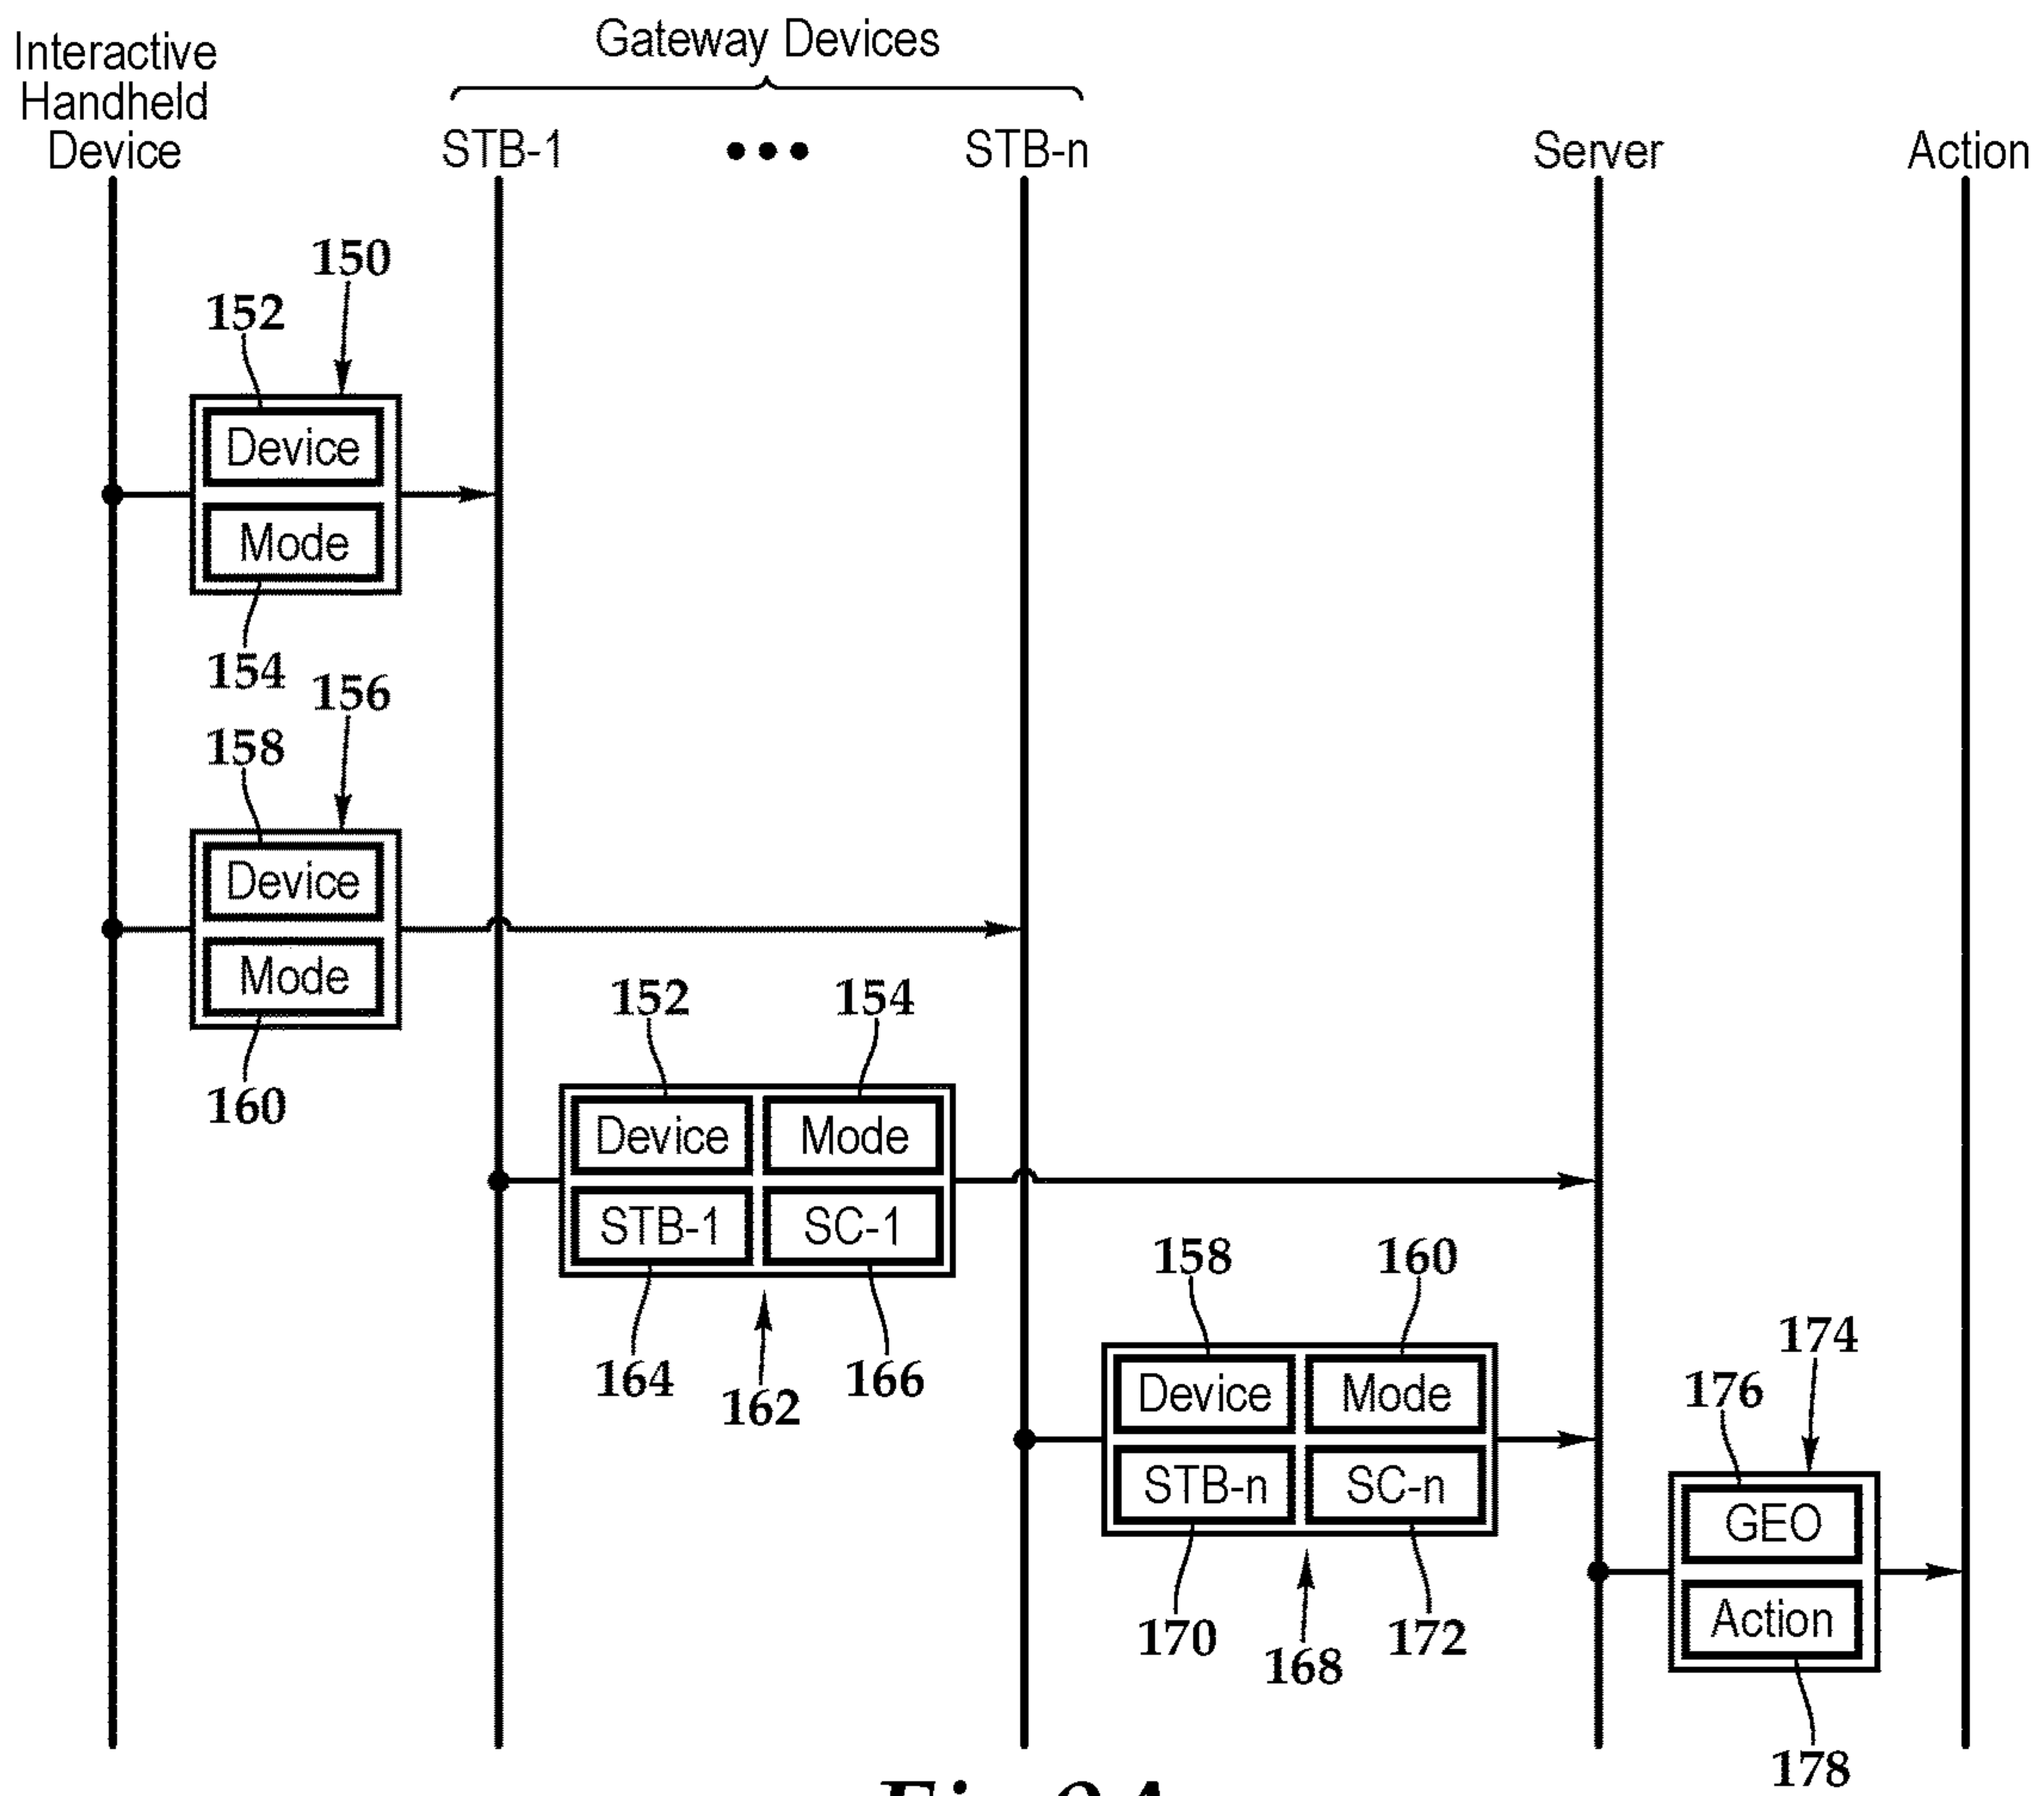 Interactive
Handheld
Device
Gateway Devices
STB-1
•••
STB-n
Server
Action
150
152
Device
Mode
154
156
158
Device
Mode
160
152
154
Device
Mode
STB-1
SC-1
164
162
166
158
160
Device
Mode
STB-n
SC-n
170
168
172
174
176
GEO
Action
178